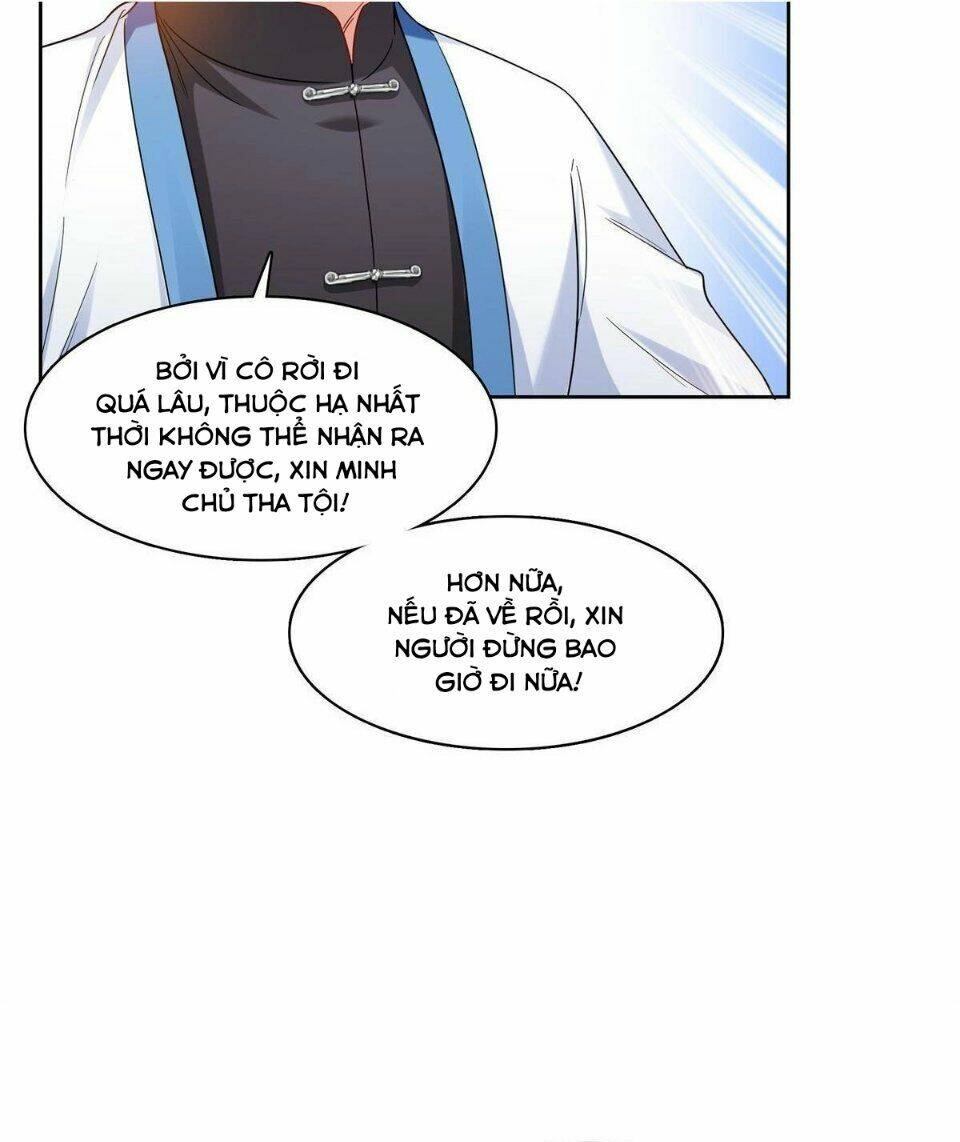 BỞI VÌ CÔ RỜI ĐI
QUÁ LÂU, THUỘC HẠ NHẤT
THỜI KHÔNG THỂ NHẬN RA
NGAY ĐƯỢC, XIN MINH
CHỦ THA TỘI!
HƠN NỮA,
NẾU ĐÃ VỀ RỒI, XIN
NGƯỜI ĐỪNG BAO
GIỜ ĐI NỮA!